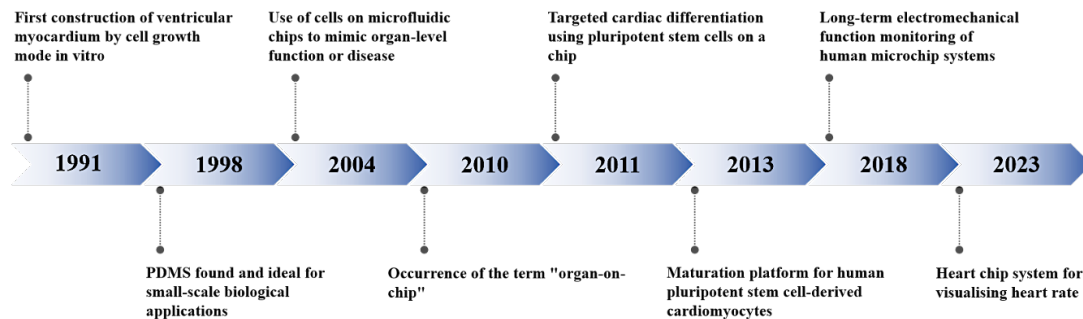 First construction of ventricular
myocardium by cell growth
mode in vitro
Use of cells on microfluidic
chips to mimic organ-level
function or disease
Targeted cardiac differentiation
using pluripotent stem cells on a
chip
Long-term electromechanical
function monitoring of
human microchip systems
1991
1998
2004
2010
2011
2013
2018
2023
PDMS found and ideal for
small-scale biological
applications
Occurrence of the term "organ-on-
chip"
Maturation platform for human
pluripotent stem cell-derived
cardiomyocytes
Heart chip system for
visualising heart rate